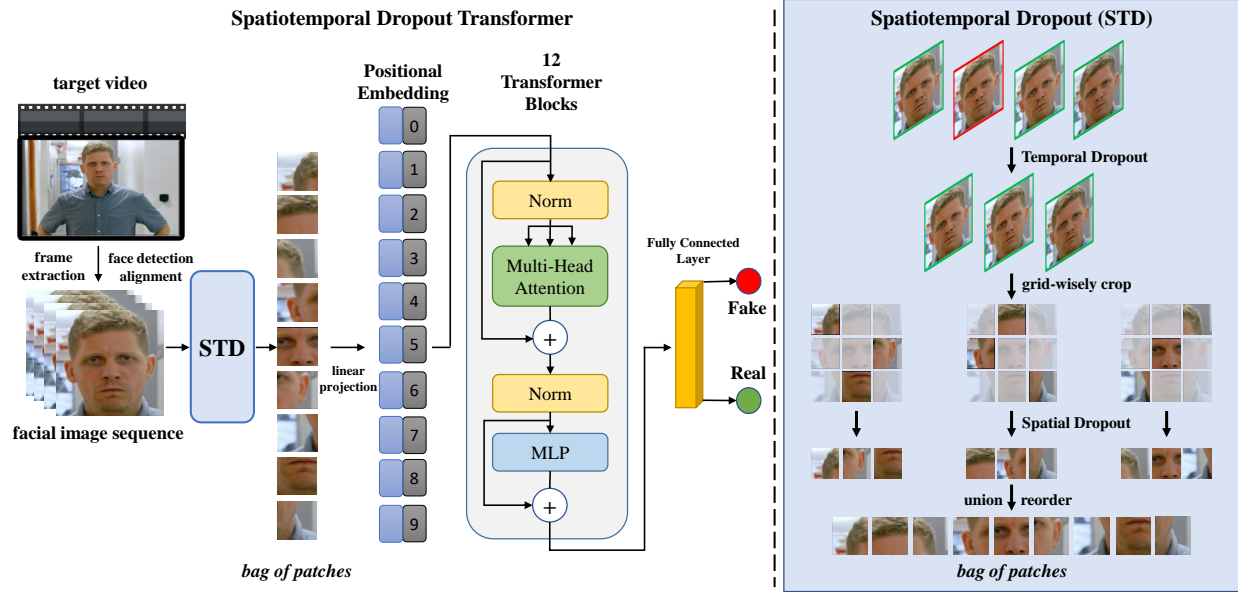 Spatiotemporal Dropout Transformer
target video
frame
extraction
face detection
alignment
facial image sequence
STD
linear
projection
bag of patches
Positional
Embedding
0
1
2
3
4
5
6
7
8
9
12
Transformer
Blocks
Norm
Multi-Head
Attention
+
Norm
MLP
+
Fully Connected
Layer
Fake
Real
Spatiotemporal Dropout (STD)
Temporal Dropout
grid-wisely crop
Spatial Dropout
union reorder
bag of patches